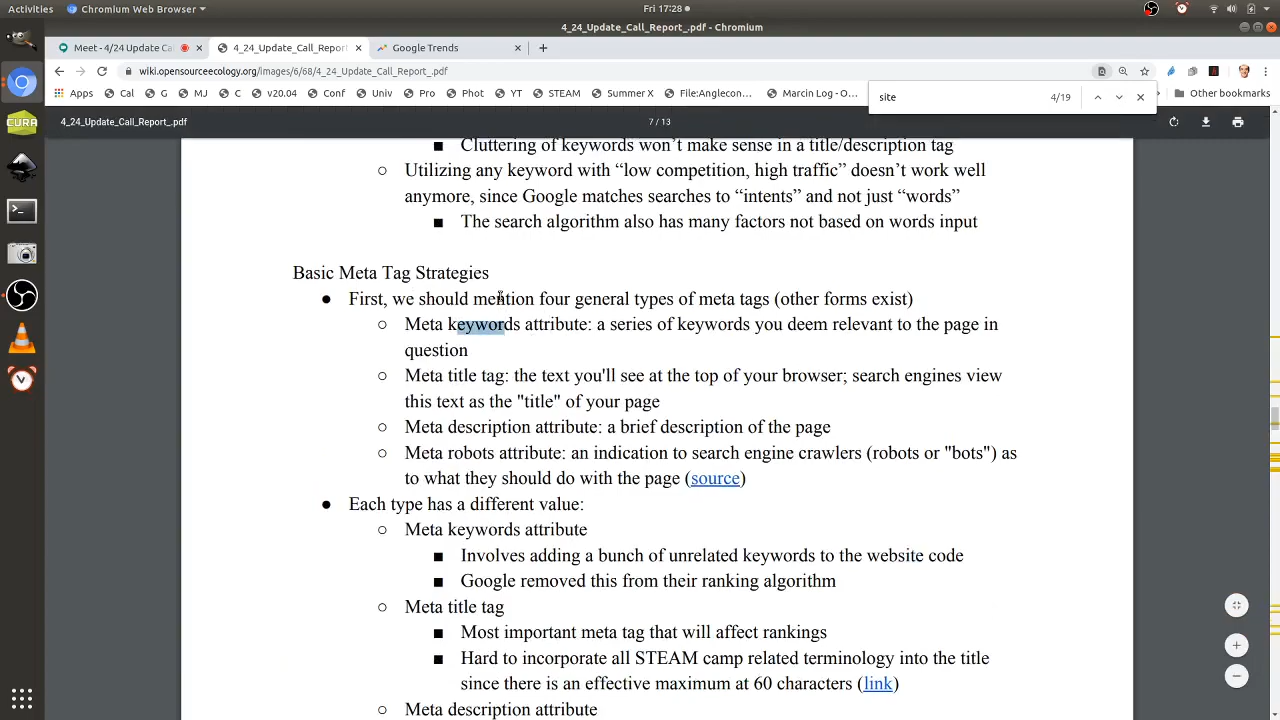 Activities
Chromium Web Browser
Fri 17:28
4_24_Update_Call_Report_.pdf - Chromium
Meet - 4/24 Update Ca
4_24_Update_Call_Report_.p
Google Trends
wiki.opensourceecology.org/images/6/68/4_24_Update_Call_Report_.pdf
Apps Cal G MJ C v20.04 Conf Univ Pro Phot YT STEAM Summer X File:Anglecon... Marcin Log - O... Other bookmarks
site 4/19
4_24_Update_Call_Report_.pdf
7 / 13
CURA
■ Cluttering of keywords won’t make sense in a title/description tag
○ Utilizing any keyword with “low competition, high traffic” doesn’t work well
anymore, since Google matches searches to “intents” and not just “words”
■ The search algorithm also has many factors not based on words input
Basic Meta Tag Strategies
● First, we should mention four general types of meta tags (other forms exist)
○ Meta keywords attribute: a series of keywords you deem relevant to the page in
question
○ Meta title tag: the text you'll see at the top of your browser; search engines view
this text as the "title" of your page
○ Meta description attribute: a brief description of the page
○ Meta robots attribute: an indication to search engine crawlers (robots or "bots") as
to what they should do with the page (source)
● Each type has a different value:
○ Meta keywords attribute
■ Involves adding a bunch of unrelated keywords to the website code
■ Google removed this from their ranking algorithm
○ Meta title tag
■ Most important meta tag that will affect rankings
■ Hard to incorporate all STEAM camp related terminology into the title
since there is an effective maximum at 60 characters (link)
○ Meta description attribute